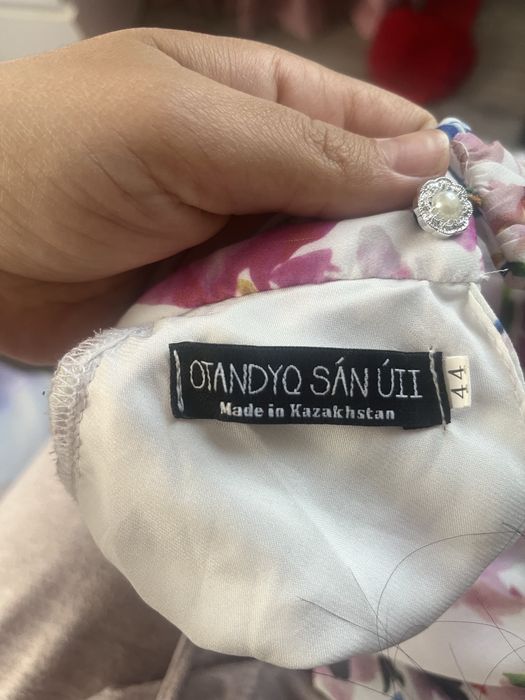 OTANDYQ SÁN ÚII
Made in Kazakhstan
44